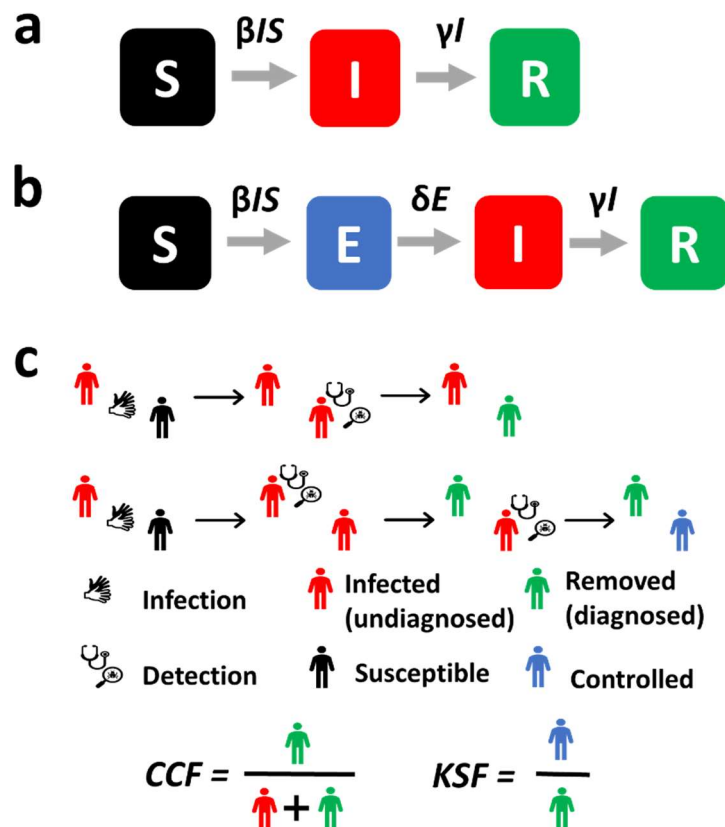 a
βIS γI
S I R
b
βIS δE γI
S E I R
c
Infection
Infected
(undiagnosed)
Removed
(diagnosed)
Detection
Susceptible
Controlled
CCF = +
KSF =